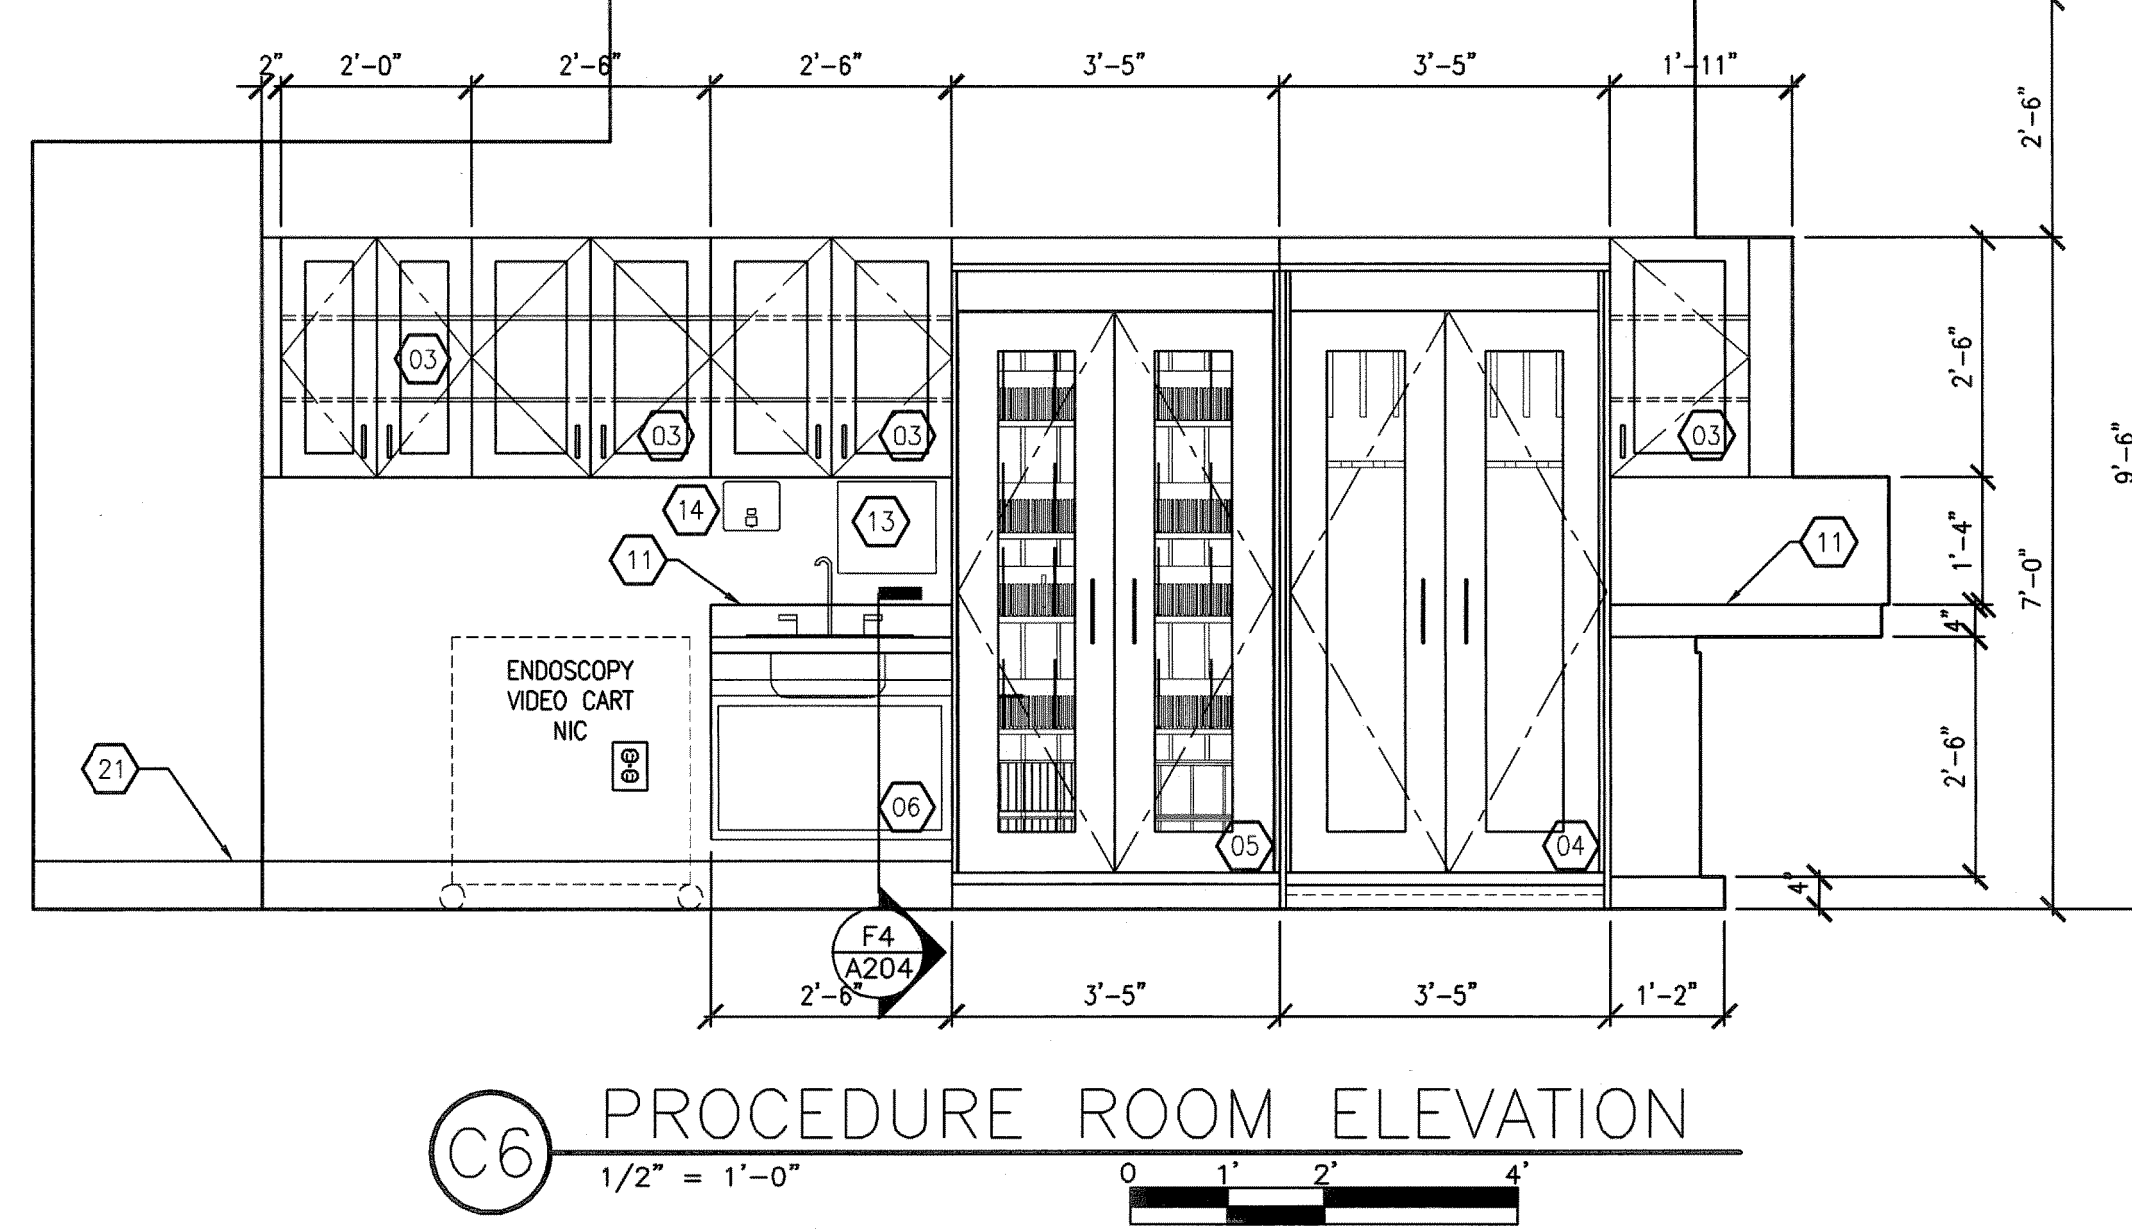 2" 2'-0" 2'-6" 2'-6" 3'-5" 3'-5" 1'-11"
2'-6"
03 03 03 03
2'-6"
9'-6"
14 13
11 11
1'-4"
7'-0"
4"
ENDOSCOPY
VIDEO CART
NIC
2'-6"
21
06
05 04
4"
F4
A204
2'-6" 3'-5" 3'-5" 1'-2"
C6 PROCEDURE ROOM ELEVATION
1/2" = 1'-0"
0 1' 2' 4'